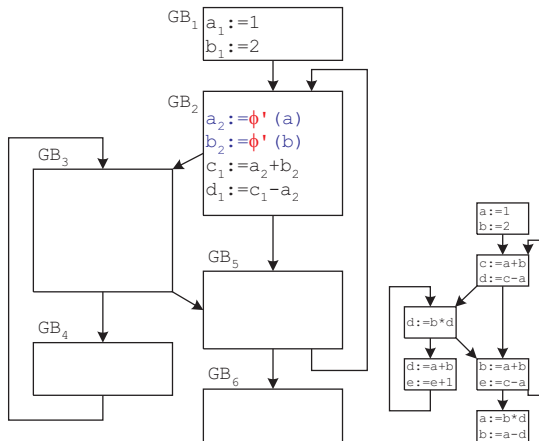 GB₁
a₁:=1
b₁:=2
GB₂
a₂:=ϕ'(a)
b₂:=ϕ'(b)
c₁:=a₂+b₂
d₁:=c₁-a₂
GB₃
GB₅
GB₄
GB₆
a:=1
b:=2
c:=a+b
d:=c-a
d:=b*d
d:=a+b
e:=e+1
b:=a+b
e:=c-a
a:=b*d
b:=a-d